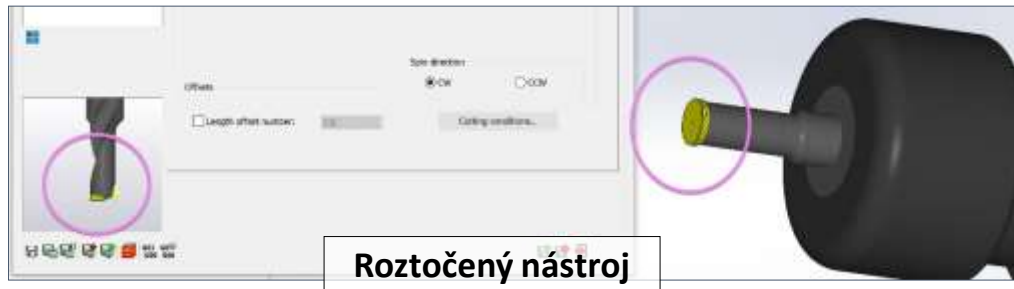 Spin direction
CW CCW
Offsets
Length offset number:
Cutting conditions...
Roztočený nástroj